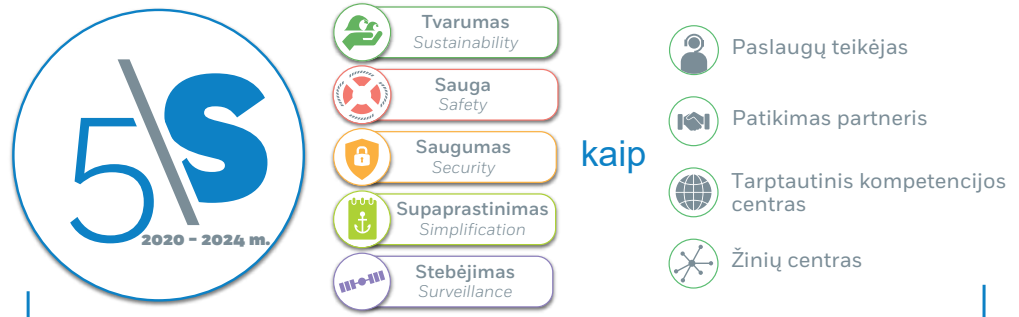 5\S
2020 – 2024 m.
Tvarumas
Sustainability
Sauga
Safety
Saugumas
Security
Supaprastinimas
Simplification
Stebėjimas
Surveillance
kaip
Paslaugų teikėjas
Patikimas partneris
Tarptautinis kompetencijos
centras
Žinių centras